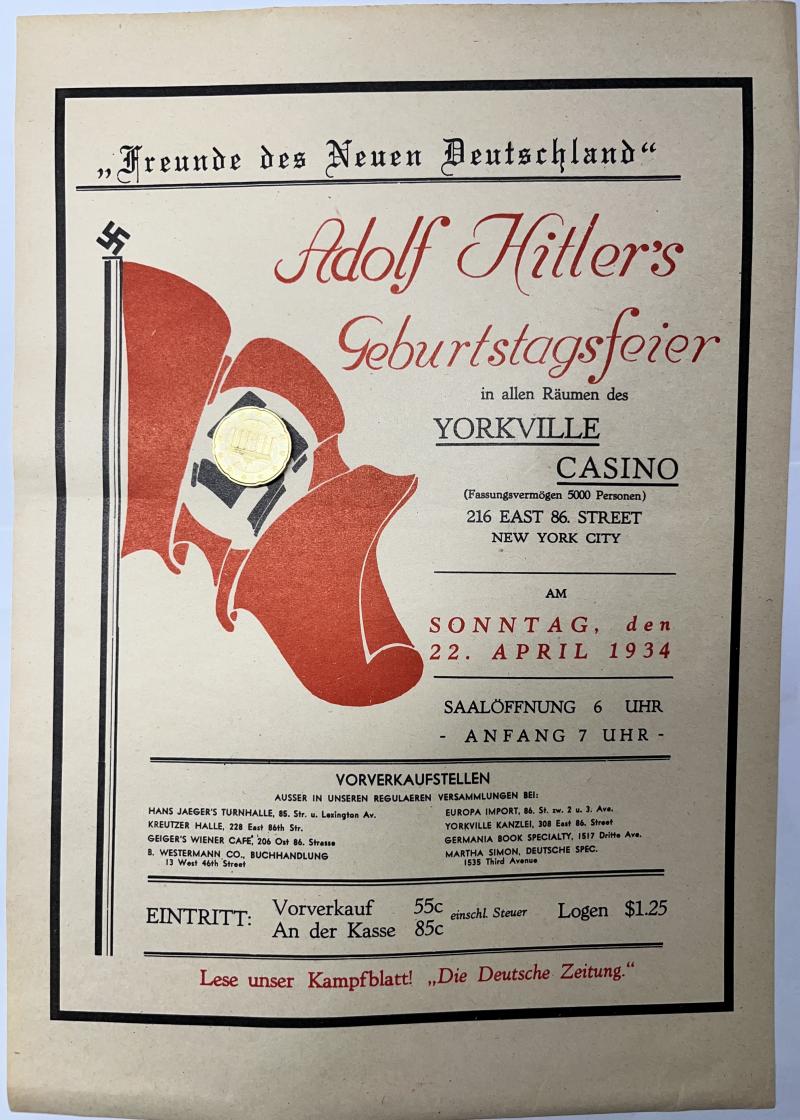 „Freunde des Neuen Deutschland“
Adolf Hitler's
Geburtstagsfeier
in allen Räumen des
YORKVILLE
CASINO
(Fassungsvermögen 5000 Personen)
216 EAST 86. STREET
NEW YORK CITY
AM
SONNTAG, den
22. APRIL 1934
SAALÖFFNUNG 6 UHR
- ANFANG 7 UHR -
VORVERKAUFSTELLEN
AUSSER IN UNSEREN REGULAEREN VERSAMMLUNGEN BEI:
HANS JAEGER'S TURNHALLE, 85. Str. u. Lexington Av.
KREUTZER HALLE, 228 East 86th Str.
GEIGER'S WIENER CAFE, 206 Ost 86. Strasse
B. WESTERMANN CO., BUCHHANDLUNG
13 West 46th Street
EUROPA IMPORT, 86. St. zw. 2 u. 3. Ave.
YORKVILLE KANZLEI, 308 East 86. Street
GERMANIA BOOK SPECIALTY, 1517 Dritte Ave.
MARTHA SIMON, DEUTSCHE SPEC.
1535 Third Avenue
EINTRITT: Vorverkauf 55c einschl. Steuer Logen $1.25
An der Kasse 85c
Lese unser Kampfblatt! „Die Deutsche Zeitung.“